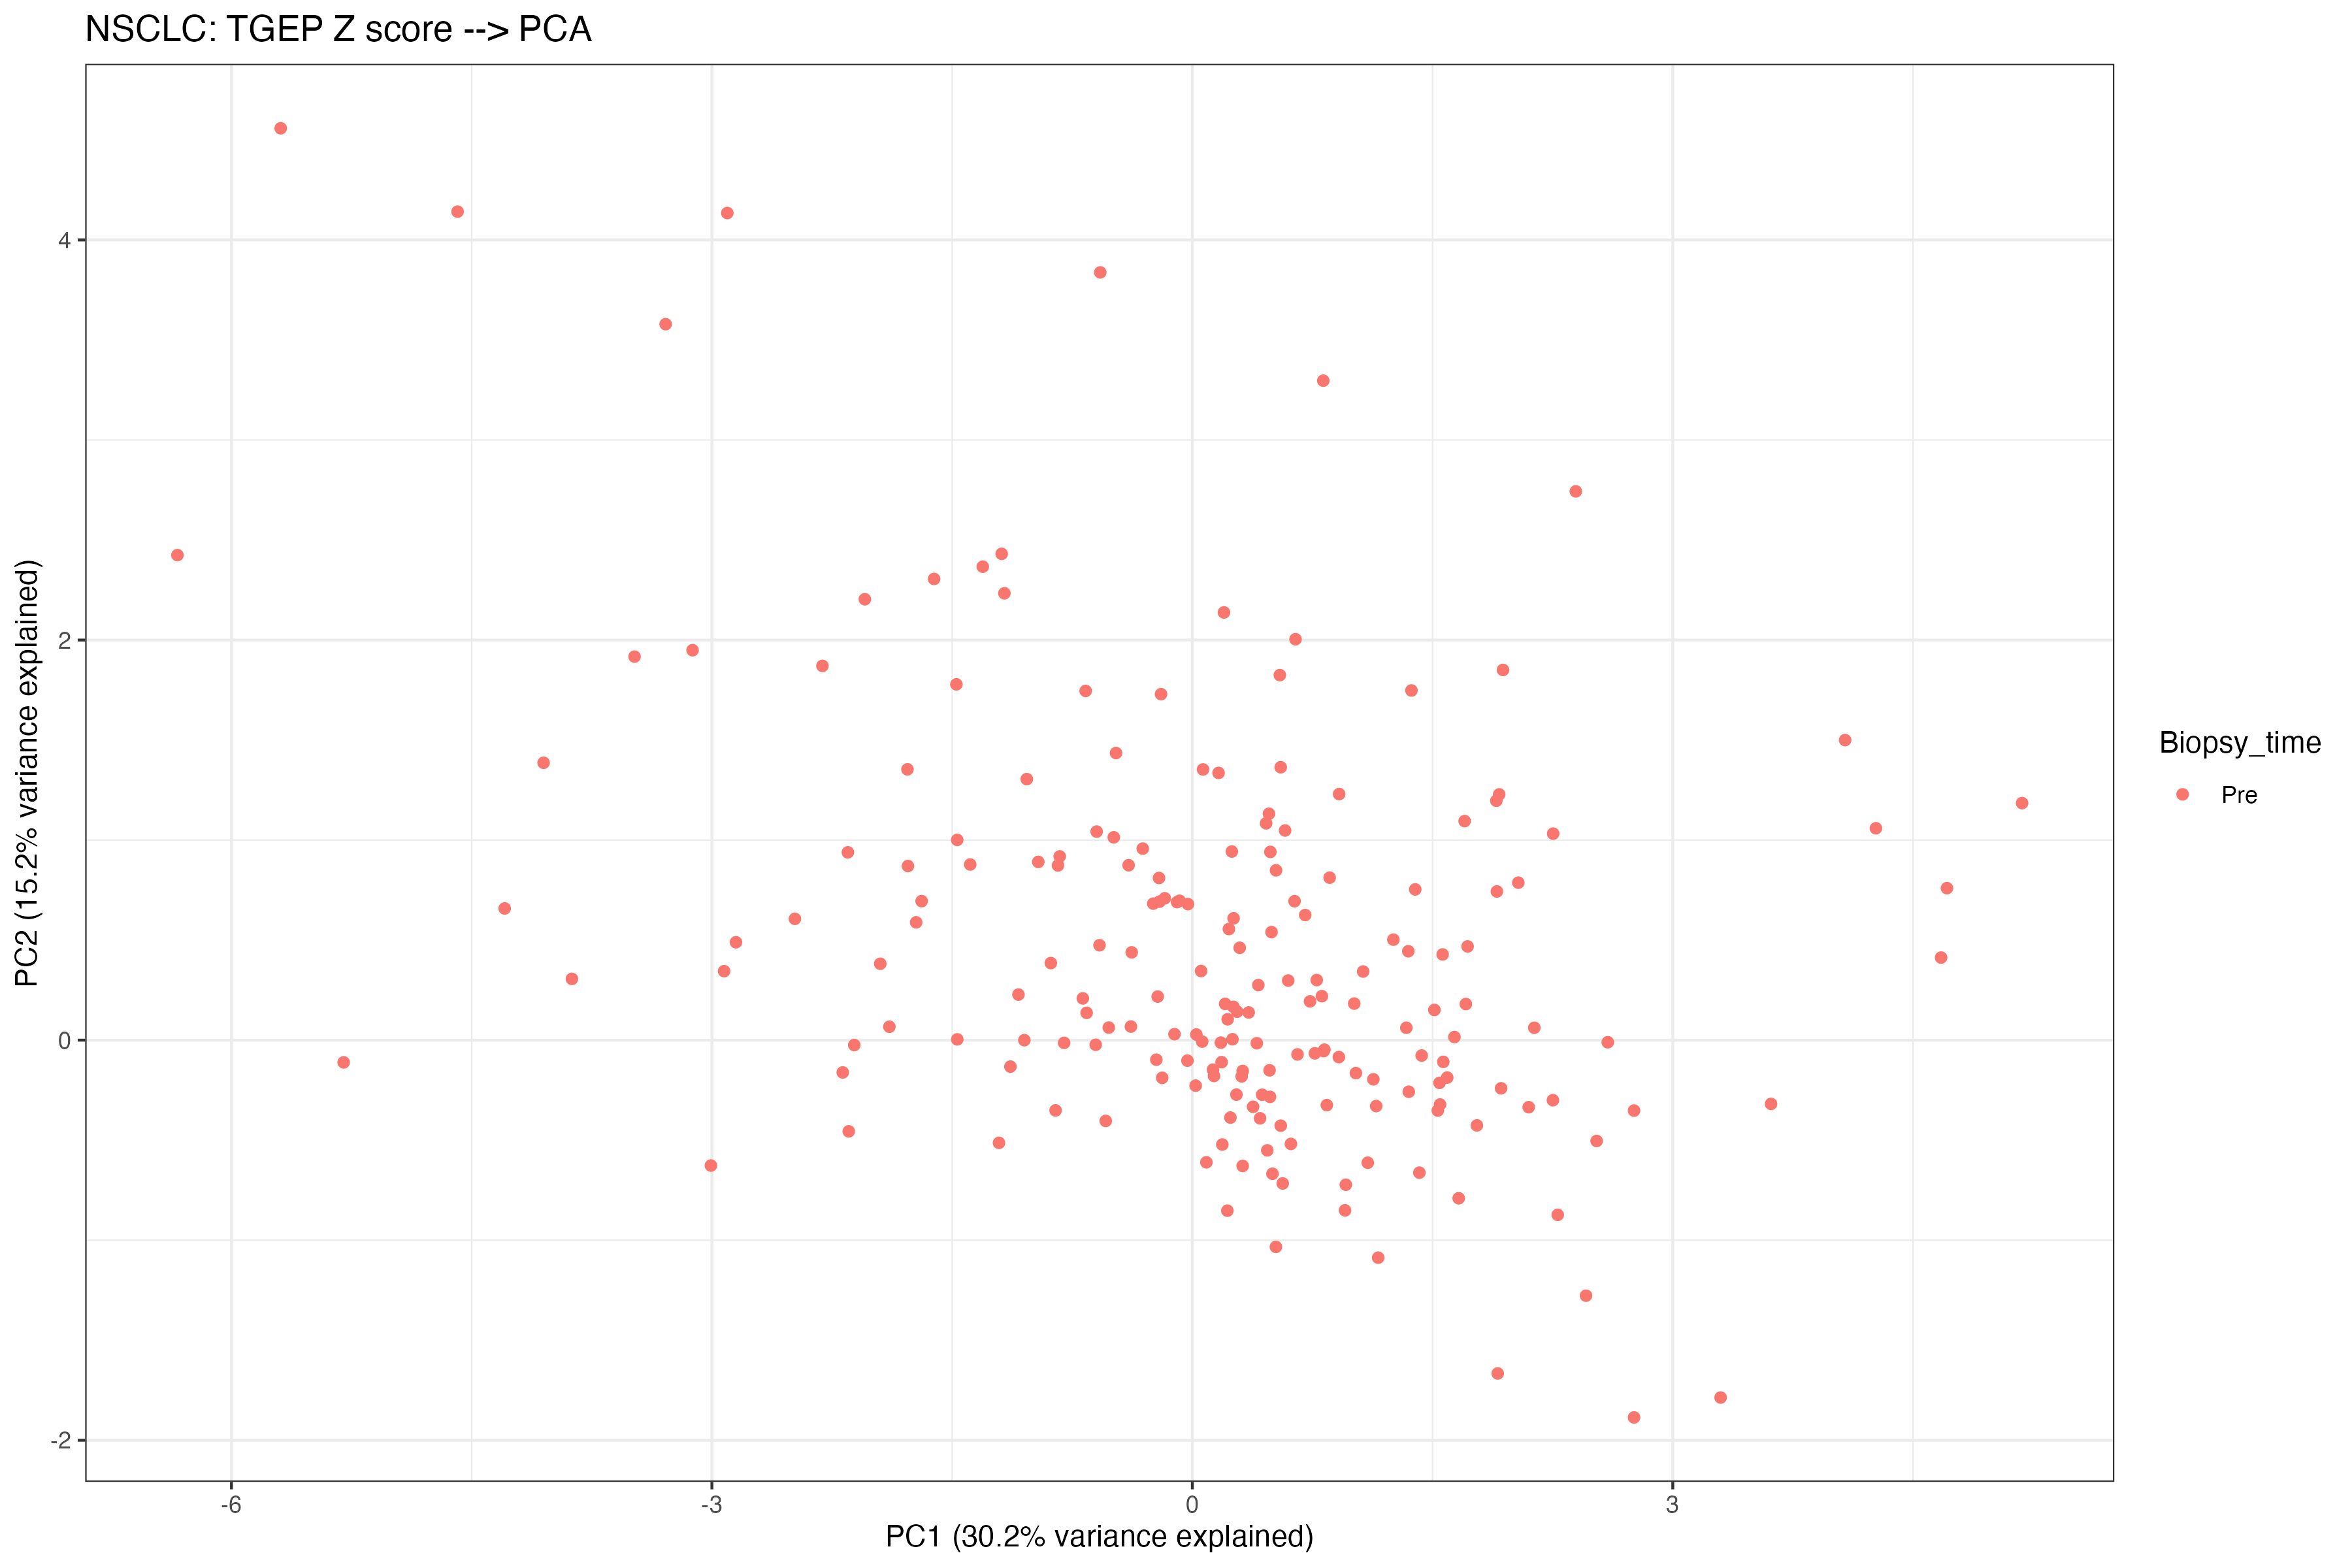 NSCLC: TGEP Z score --> PCA
4
2
0
-2
PC2 (15.2% variance explained)
-6
-3
0
3
PC1 (30.2% variance explained)
Biopsy_time
Pre